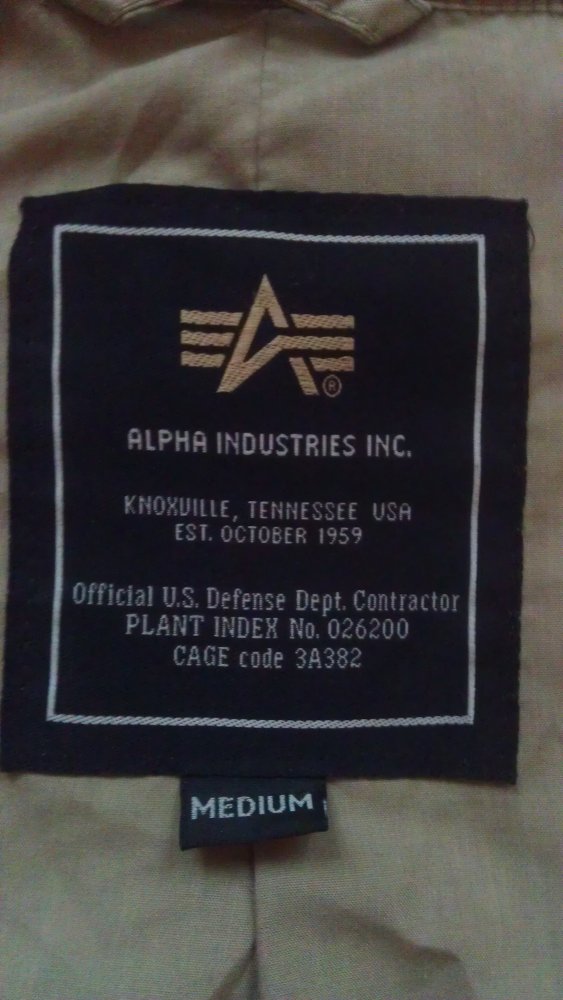 ®
ALPHA INDUSTRIES INC.
KNOXVILLE, TENNESSEE USA
EST. OCTOBER 1959
Official U.S. Defense Dept. Contractor
PLANT INDEX No. 026200
CAGE code 3A382
MEDIUM